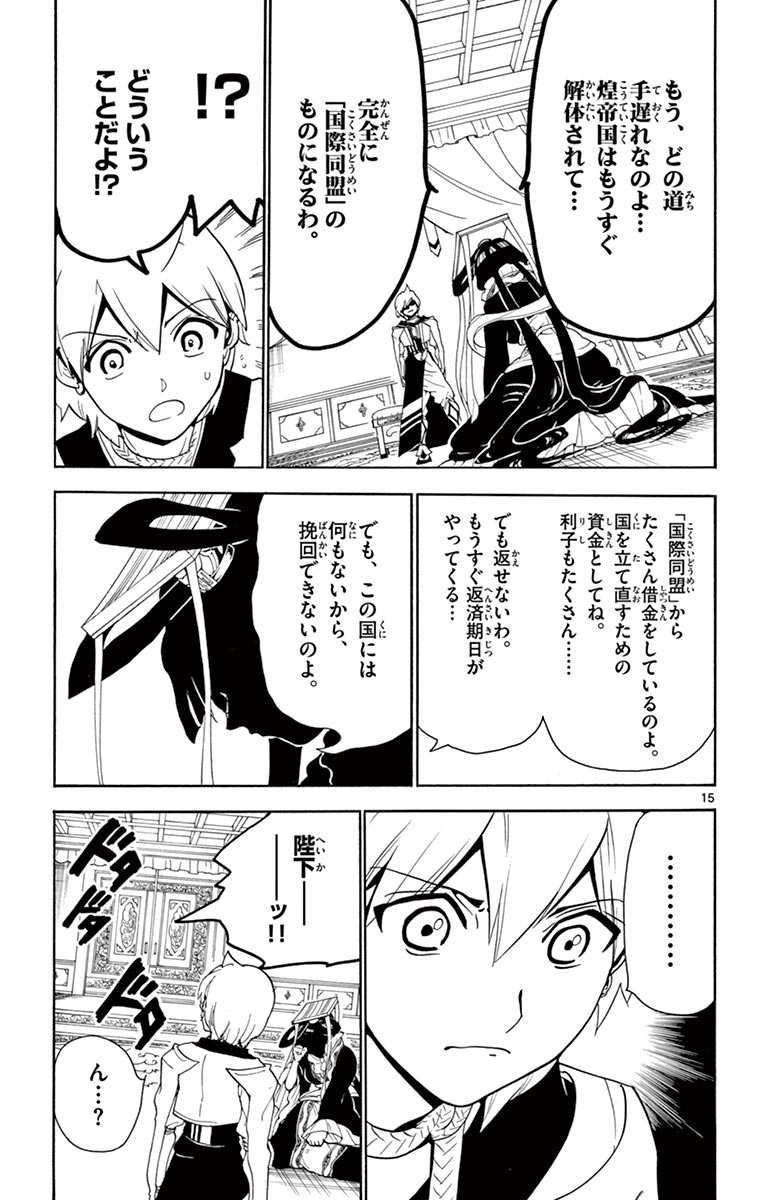 もう、どの道
手遅れなのよ…
煌帝国はもうすぐ
解体されて…
完全に
「国際同盟」の
ものになるわ。
!?
どういう
ことだよ!?
「国際同盟」から
たくさん借金をしているのよ。
国を立て直すための
資金としてね。
利子もたくさん……
でも返せないわ。
もうすぐ返済期日が
やってくる…
でも、この国には
何もないから、
挽回できないのよ。
15
………
陛下――ッ!!
ドタ
ドタ
ドタ
ん…?